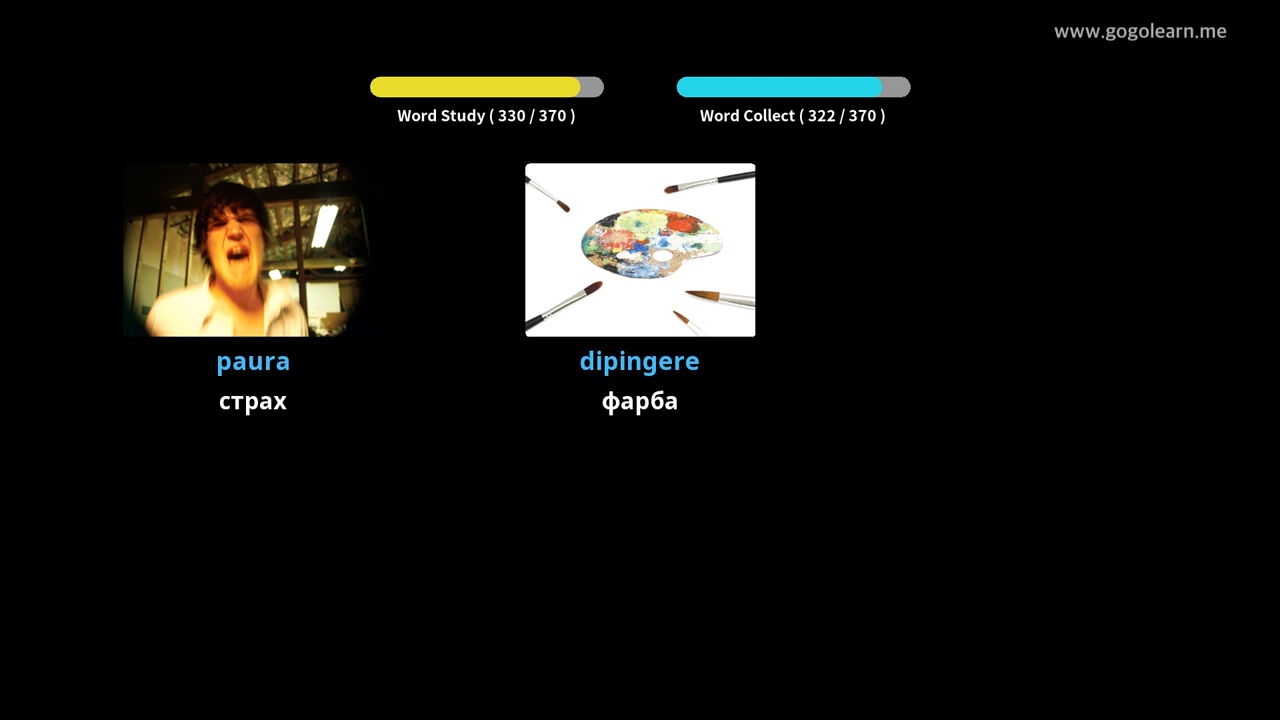 www.gogolearn.me
Word Study ( 330 / 370 )
Word Collect ( 322 / 370 )
paura
dipingere
страх
фарба